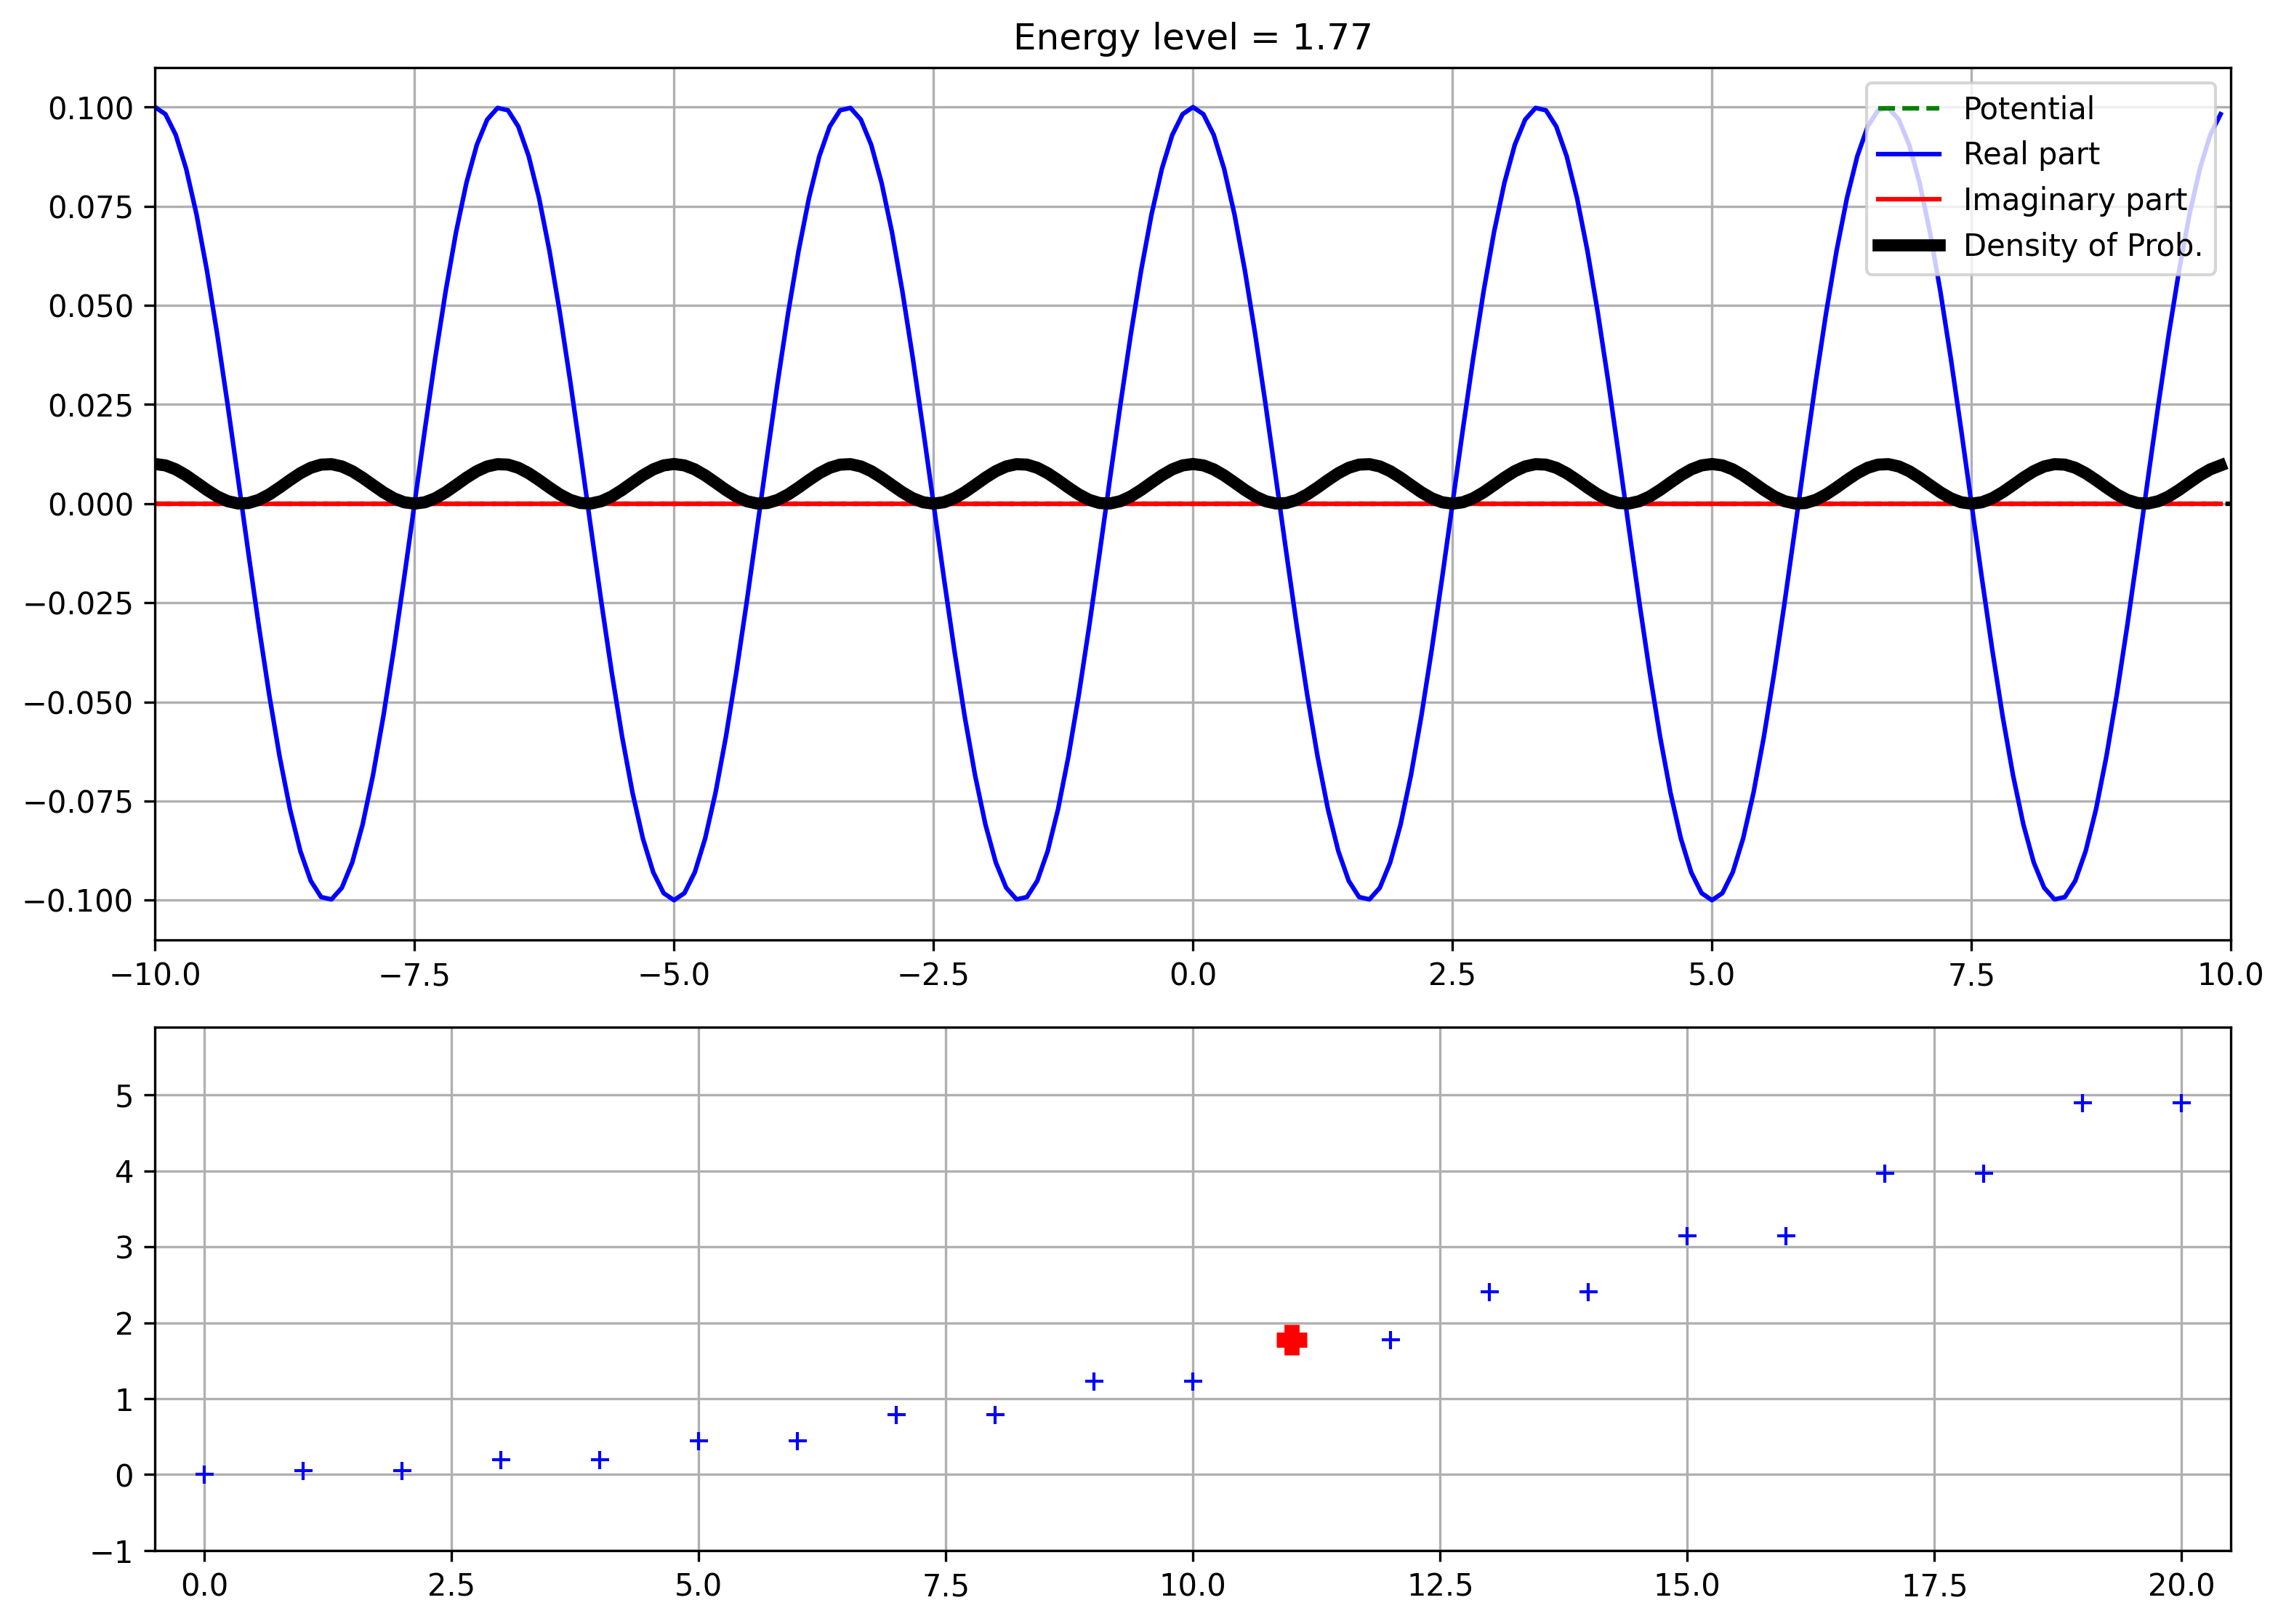 Energy level = 1.77
Potential
Real part
Imaginary part
Density of Prob.
0.100
0.075
0.050
0.025
0.000
−0.025
−0.050
−0.075
−0.100
−10.0 −7.5 −5.0 −2.5 0.0 2.5 5.0 7.5 10.0
5
4
3
2
1
0
−1
0.0 2.5 5.0 7.5 10.0 12.5 15.0 17.5 20.0